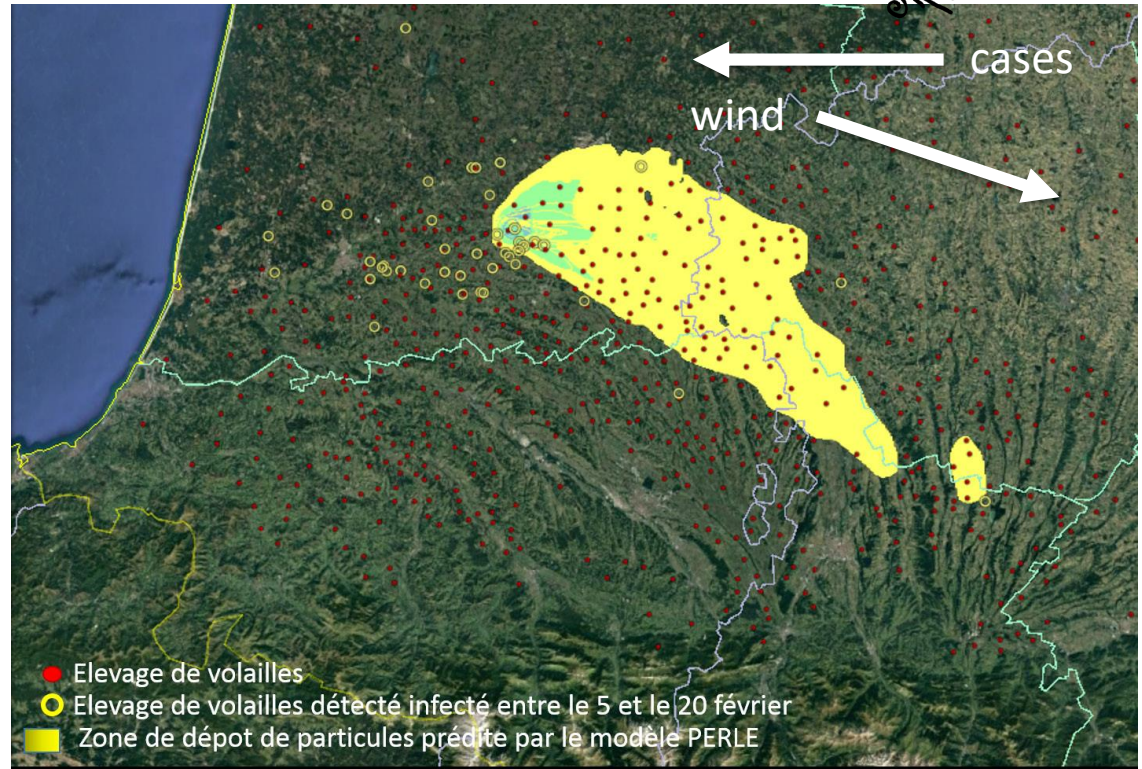 cases
wind
Elevage de volailles
Elevage de volailles détecté infecté entre le 5 et le 20 février
Zone de dépot de particules prédite par le modèle PERLE